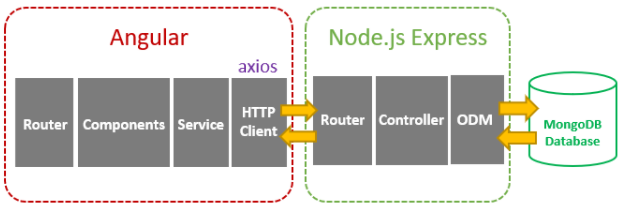 Angular
Node.js Express
axios
Router
Components
Service
HTTP
Client
Router
Controller
ODM
MongoDB
Database